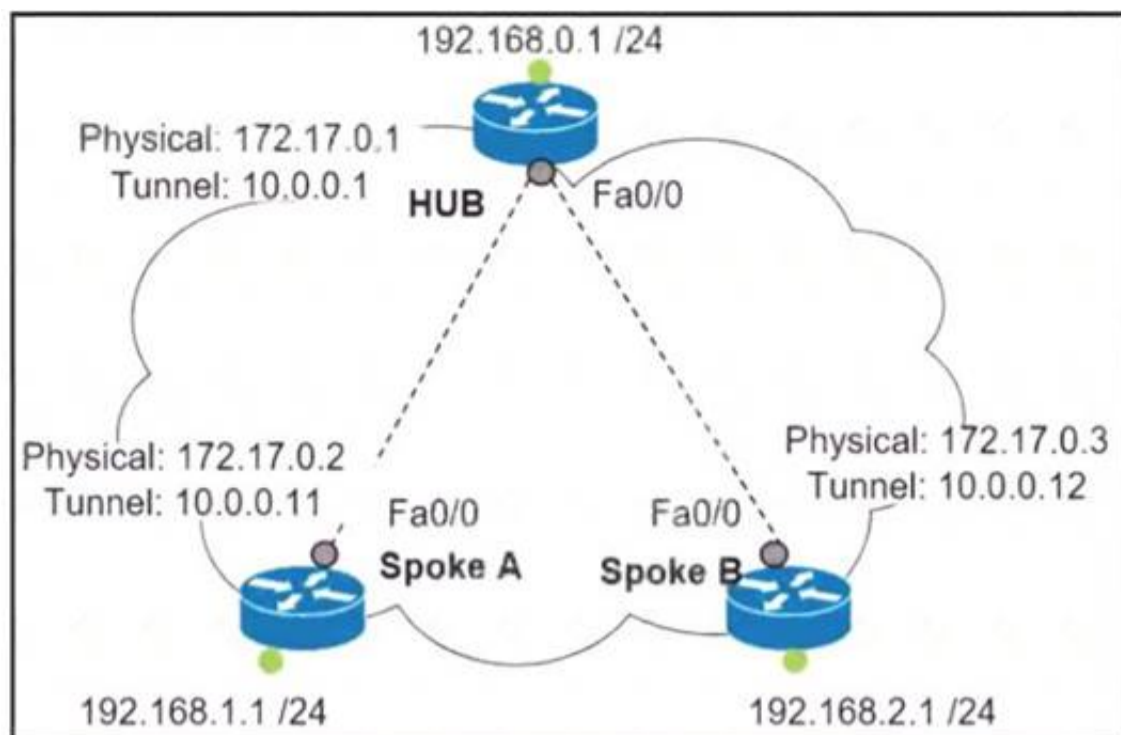 192.168.0.1 /24
Physical: 172.17.0.1
Tunnel: 10.0.0.1
HUB
Fa0/0
Physical: 172.17.0.2
Tunnel: 10.0.0.11
Physical: 172.17.0.3
Tunnel: 10.0.0.12
Fa0/0
Fa0/0
Spoke A
Spoke B
192.168.1.1 /24
192.168.2.1 /24